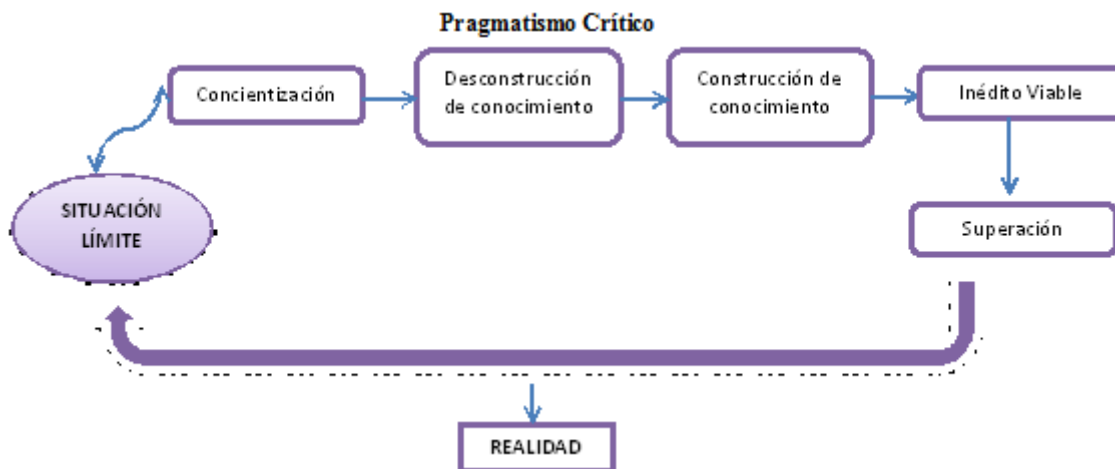 Pragmatismo Crítico
Concientización
Desconstrucción
de conocimiento
Construcción de
conocimiento
Inédito Viable
SITUACIÓN
LÍMITE
Superación
REALIDAD